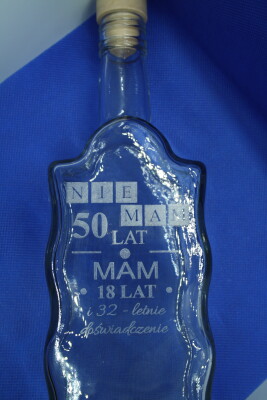 NIE
50 MAM
LAT
MAM
18 LAT
i 32 - letnie
doświadczenie